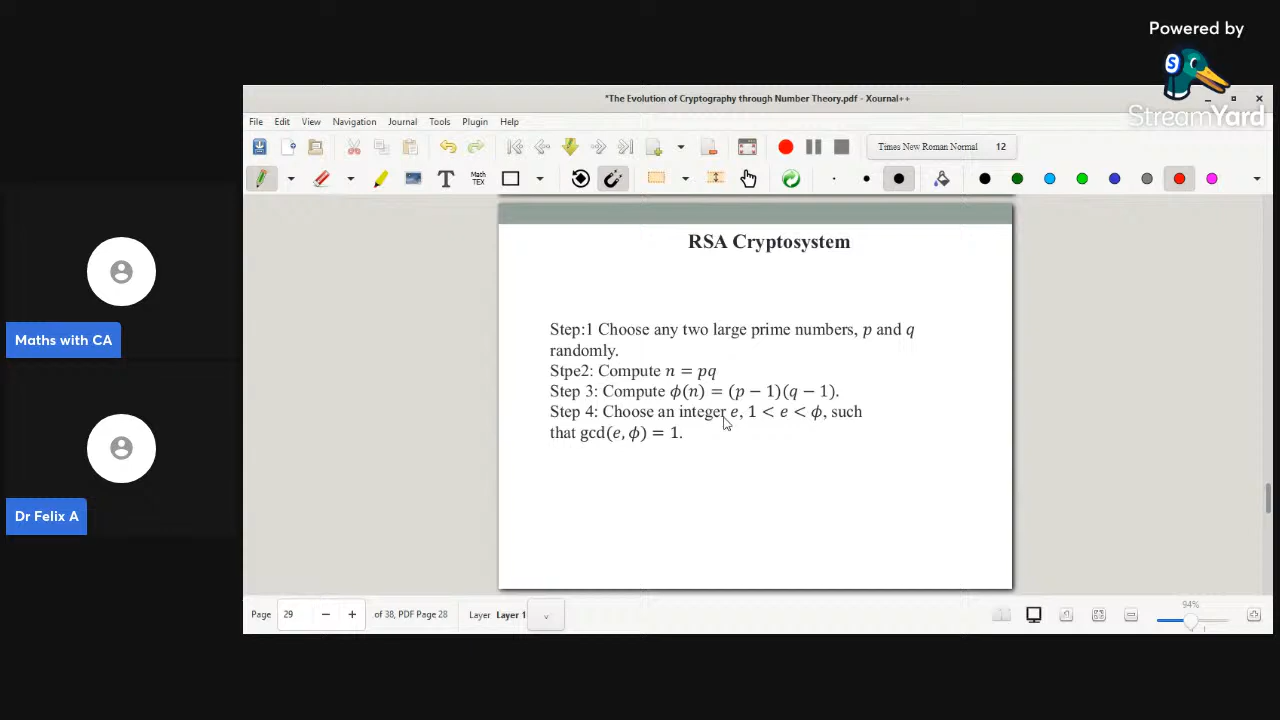 Powered by
StreamYard
*The Evolution of Cryptography through Number Theory.pdf - Xournal++
File Edit View Navigation Journal Tools Plugin Help
Times New Roman Normal 12
T Math TEX
RSA Cryptosystem
Step:1 Choose any two large prime numbers, p and q
randomly.
Stpe2: Compute n = pq
Step 3: Compute ϕ(n) = (p − 1)(q − 1).
Step 4: Choose an integer e, 1 < e < ϕ, such
that gcd(e, ϕ) = 1.
Maths with CA
Dr Felix A
Page 29 − + of 38, PDF Page 28 Layer Layer 1
94%